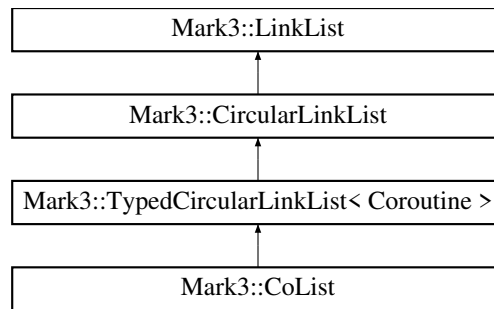 Mark3::LinkList
Mark3::CircularLinkList
Mark3::TypedCircularLinkList< Coroutine >
Mark3::CoList